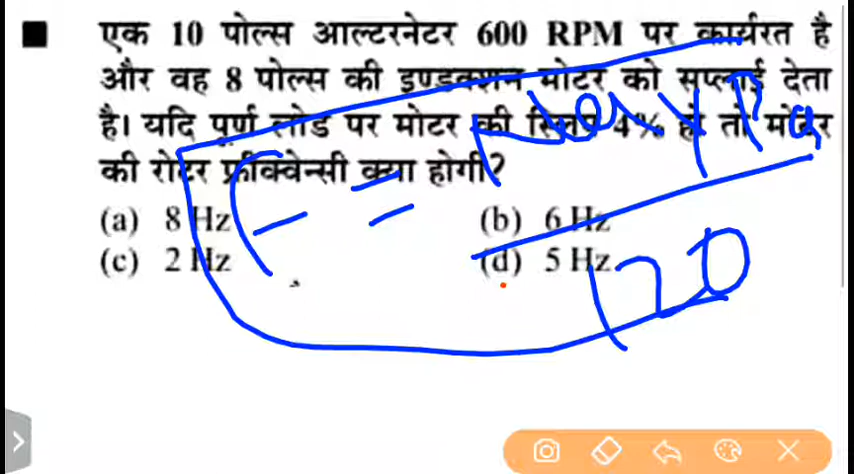 एक 10 पोल्स आल्टरनेटर 600 RPM पर कार्यरत है
और वह 8 पोल्स की इण्डक्शन मोटर को सप्लाई देता
है। यदि पूर्ण लोड पर मोटर की स्लिप 4% हो तो मोटर
की रोटर फ्रीक्वेन्सी क्या होगी?
(a) 8 Hz (b) 6 Hz
(c) 2 Hz (d) 5 Hz
F =
120